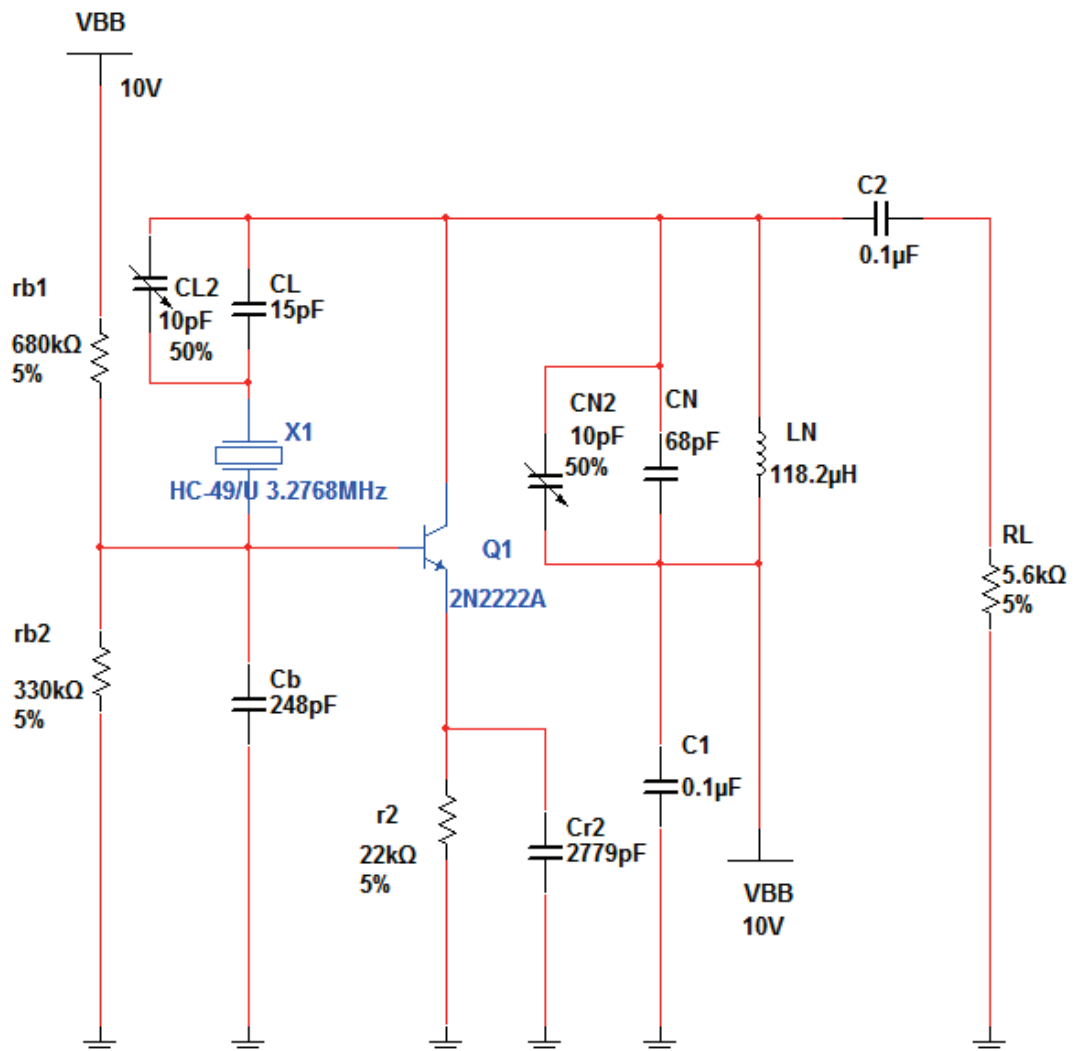 VBB
10V
C2
0.1µF
rb1
680kΩ
5%
CL2
10pF
50%
CL
15pF
X1
HC-49/U 3.2768MHz
CN2
10pF
50%
CN
68pF
LN
118.2µH
Q1
2N2222A
RL
5.6kΩ
5%
rb2
330kΩ
5%
Cb
248pF
r2
22kΩ
5%
Cr2
2779pF
C1
0.1µF
VBB
10V